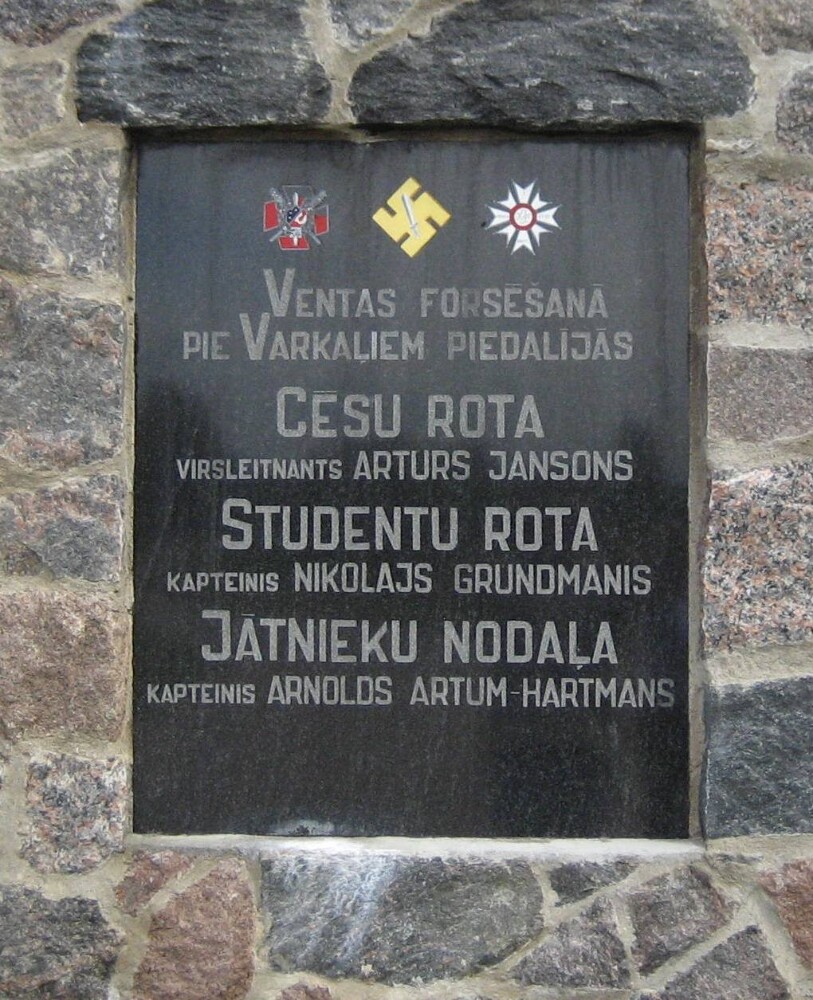 VENTAS FORSĒŠANĀ
PIE VARKAĻIEM PIEDALĪJĀS
CĒSU ROTA
VIRSLEITNANTS ARTURS JANSONS
STUDENTU ROTA
KAPTEINIS NIKOLAJS GRUNDMANIS
JĀTNIEKU NODAĻA
KAPTEINIS ARNOLDS ARTUM-HARTMANS